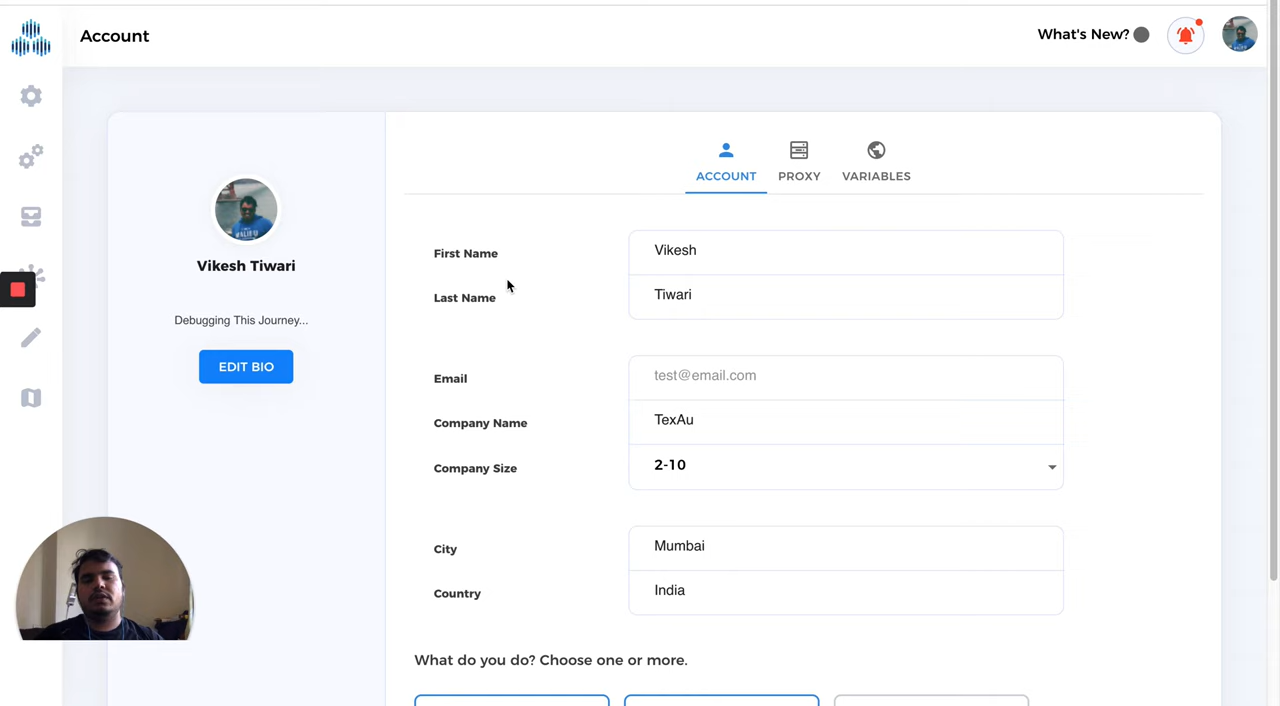 Account
What's New?
Vikesh Tiwari
Debugging This Journey...
EDIT BIO
ACCOUNT
PROXY
VARIABLES
First Name
Vikesh
Last Name
Tiwari
Email
test@email.com
Company Name
TexAu
Company Size
2-10
City
Mumbai
Country
India
What do you do? Choose one or more.